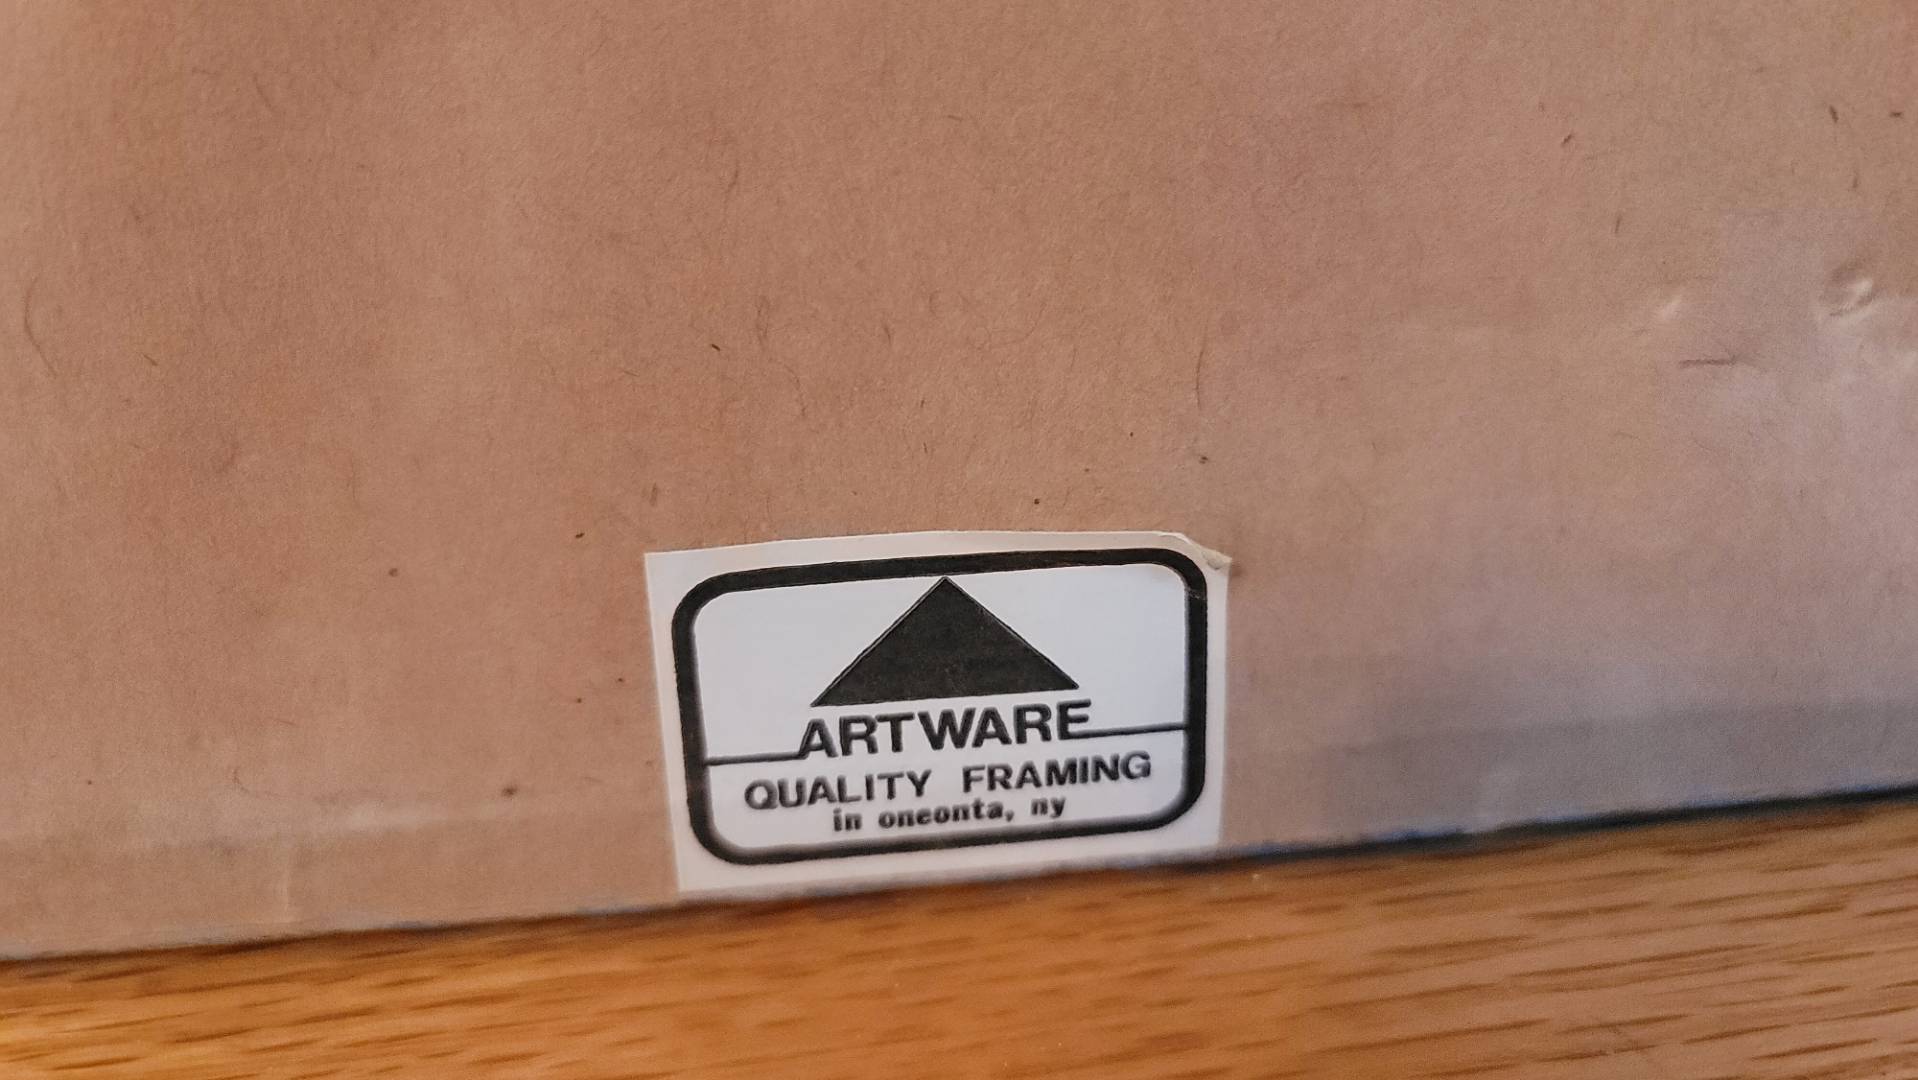 ARTWARE
QUALITY FRAMING
in oneonta, ny